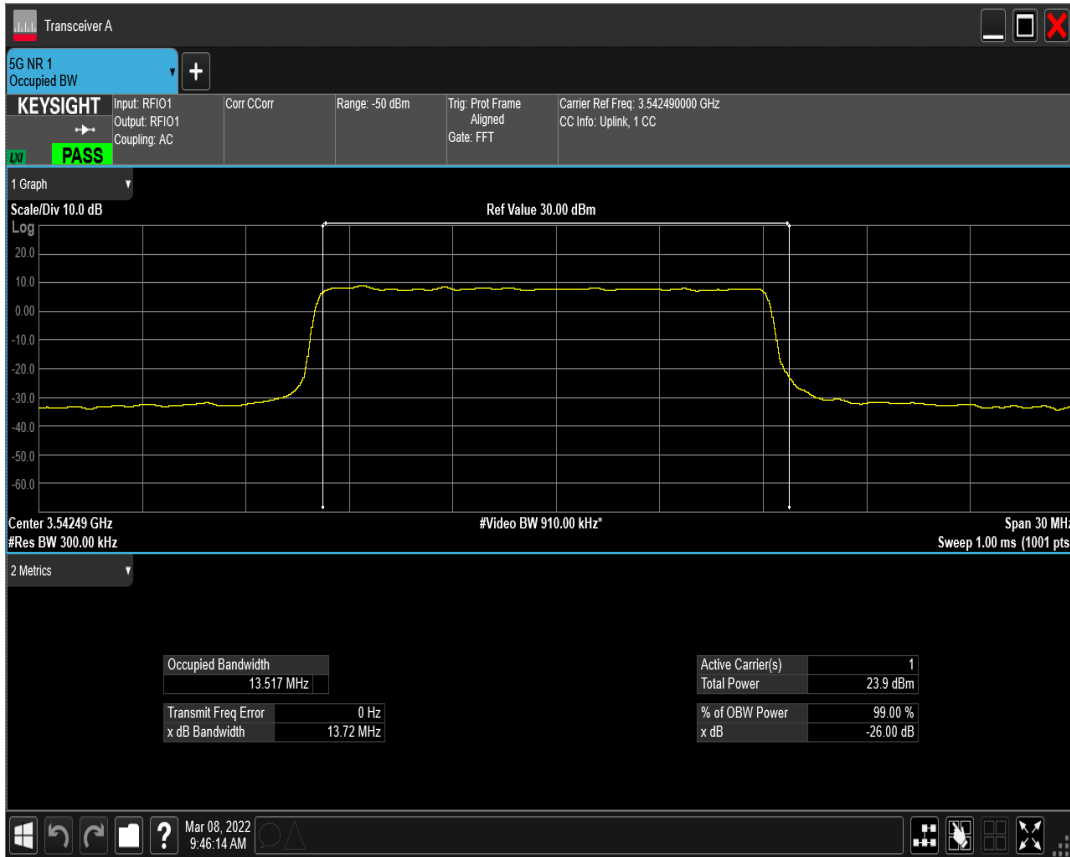 Transceiver A
5G NR 1
Occupied BW
KEYSIGHT
LXI
PASS
Input: RFIO1
Output: RFIO1
Coupling: AC
Corr CCorr
Range: -50 dBm
Trig: Prot Frame
Aligned
Gate: FFT
Carrier Ref Freq: 3.542490000 GHz
CC Info: Uplink, 1 CC
1 Graph
Scale/Div 10.0 dB
Ref Value 30.00 dBm
Log
20.0
10.0
0.00
-10.0
-20.0
-30.0
-40.0
-50.0
-60.0
Center 3.54249 GHz
#Video BW 910.00 kHz*
Span 30 MHz
#Res BW 300.00 kHz
Sweep 1.00 ms (1001 pts
2 Metrics
Occupied Bandwidth
13.517 MHz
Transmit Freq Error 0 Hz
x dB Bandwidth 13.72 MHz
Active Carrier(s) 1
Total Power 23.9 dBm
% of OBW Power 99.00 %
x dB -26.00 dB
Mar 08, 2022
9:46:14 AM